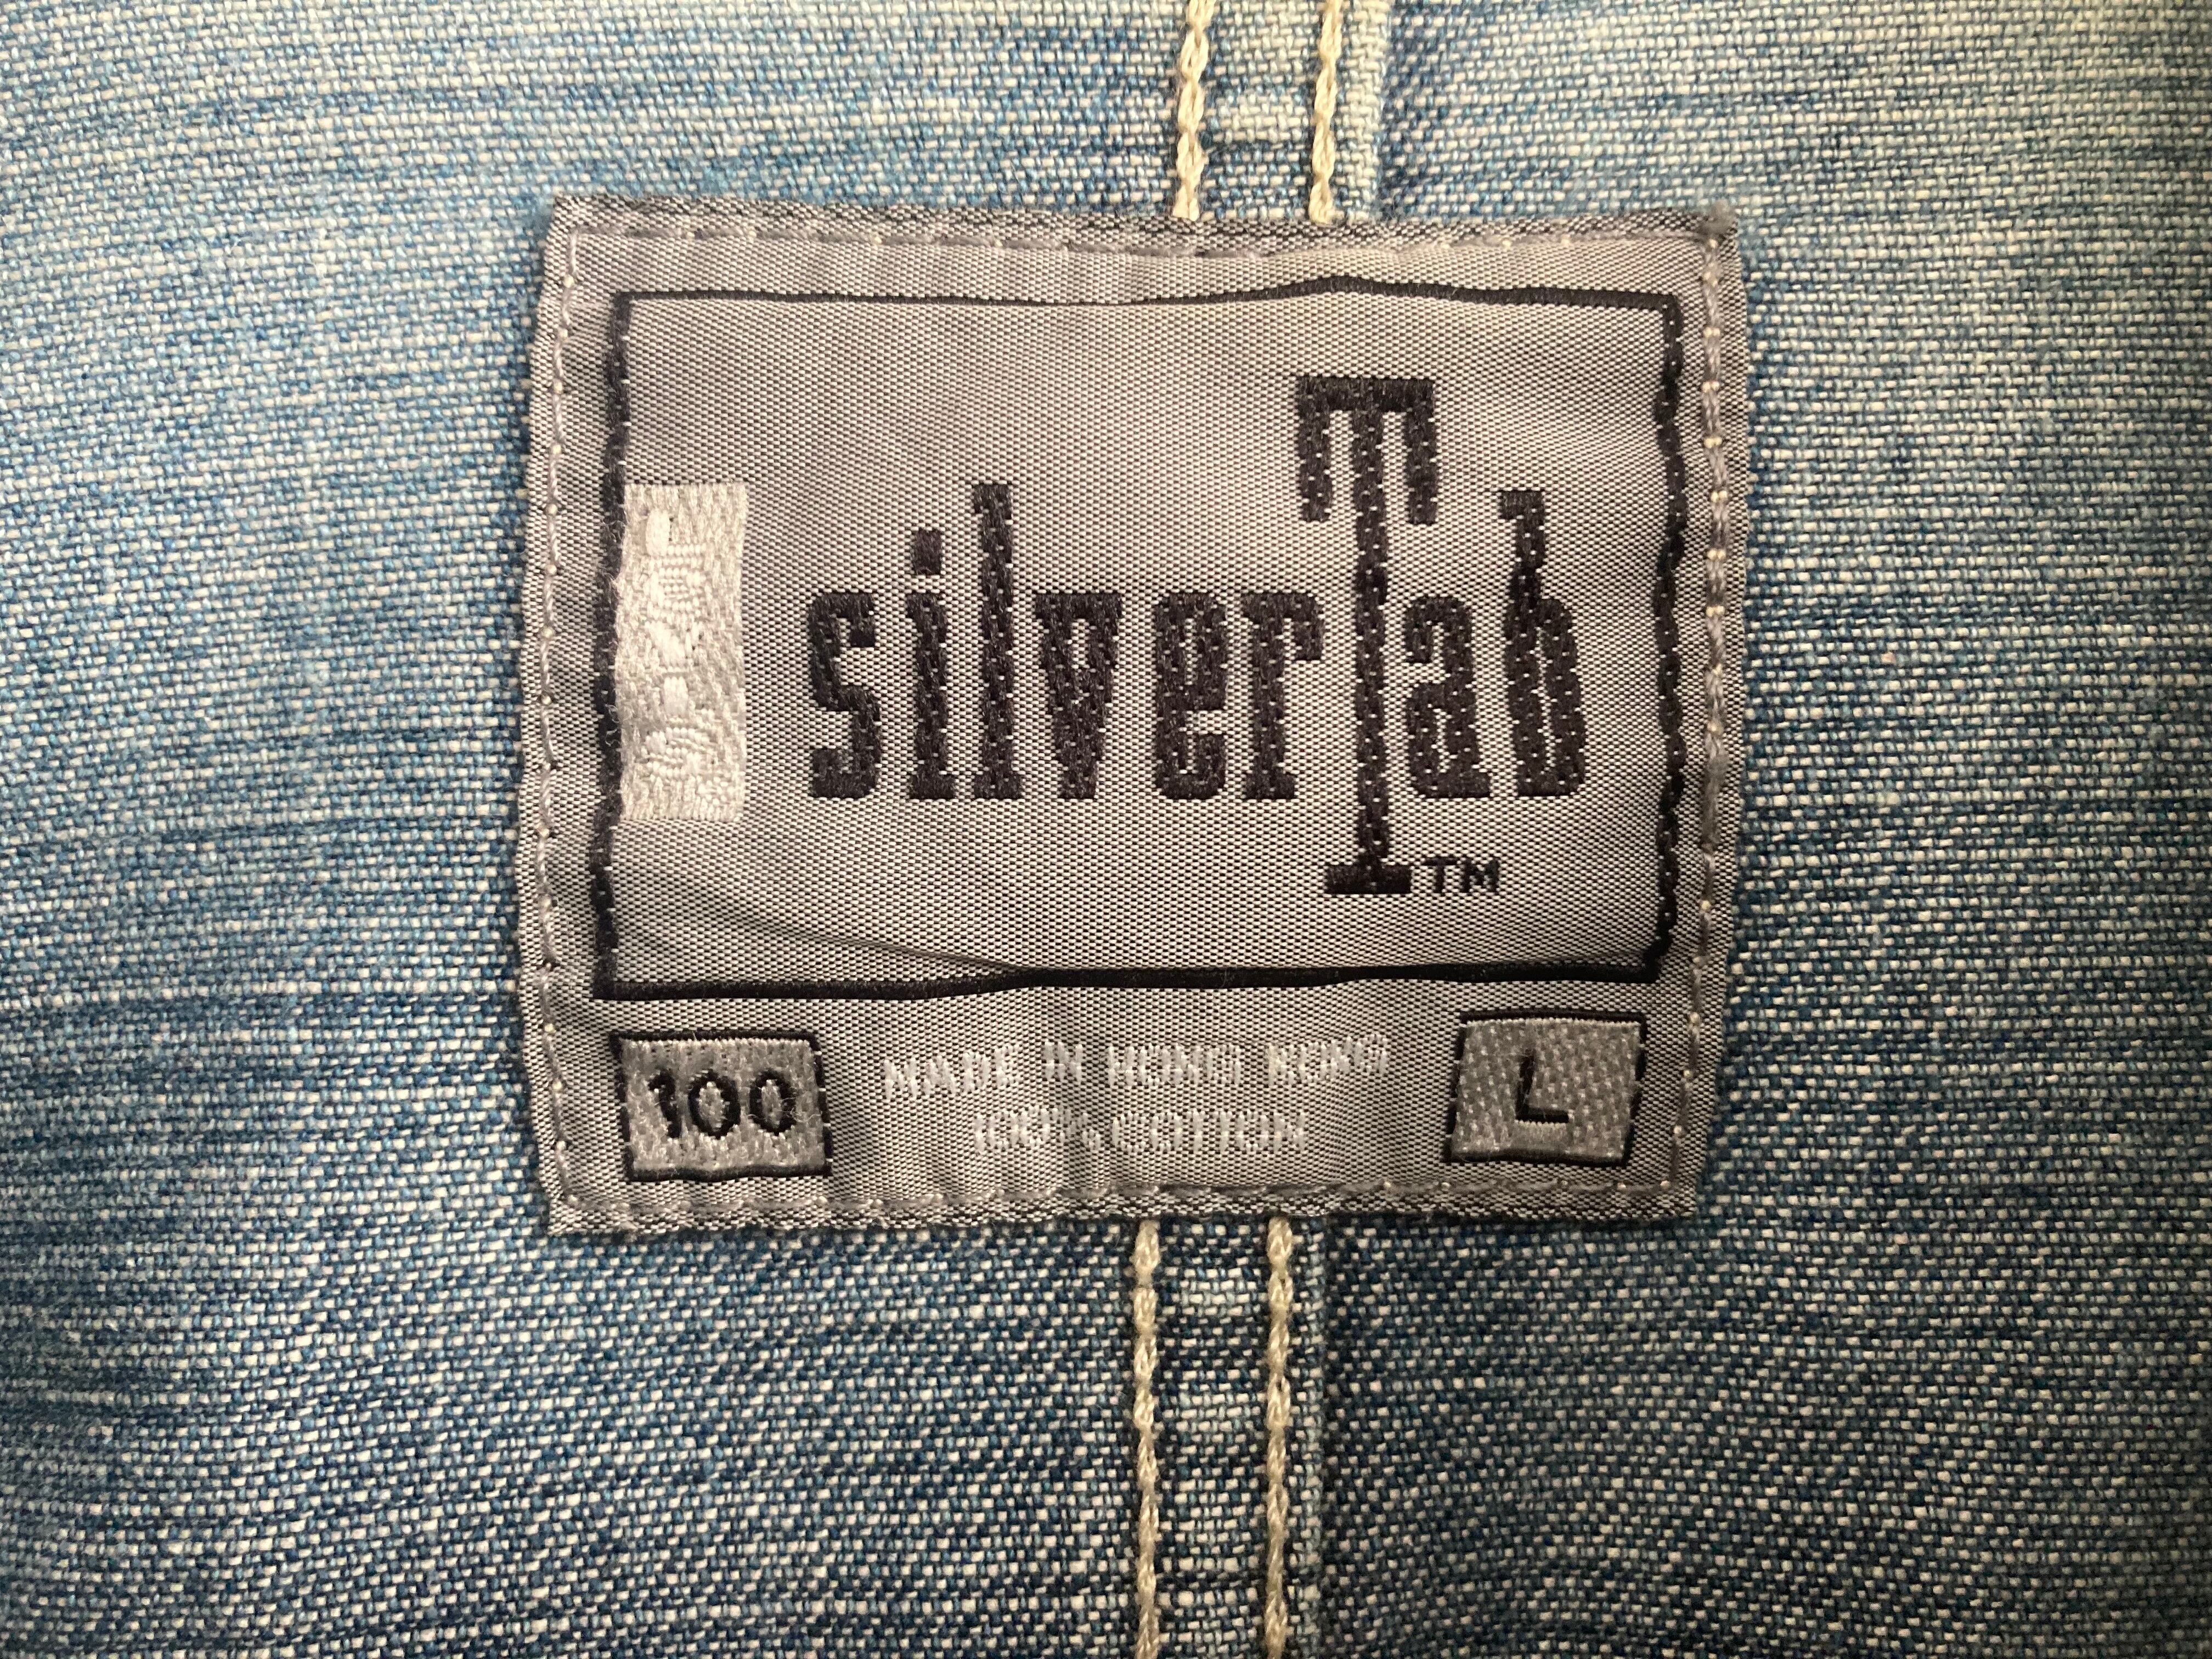 silverTab
TM
100
MADE IN HONG KONG
100% COTTON
L